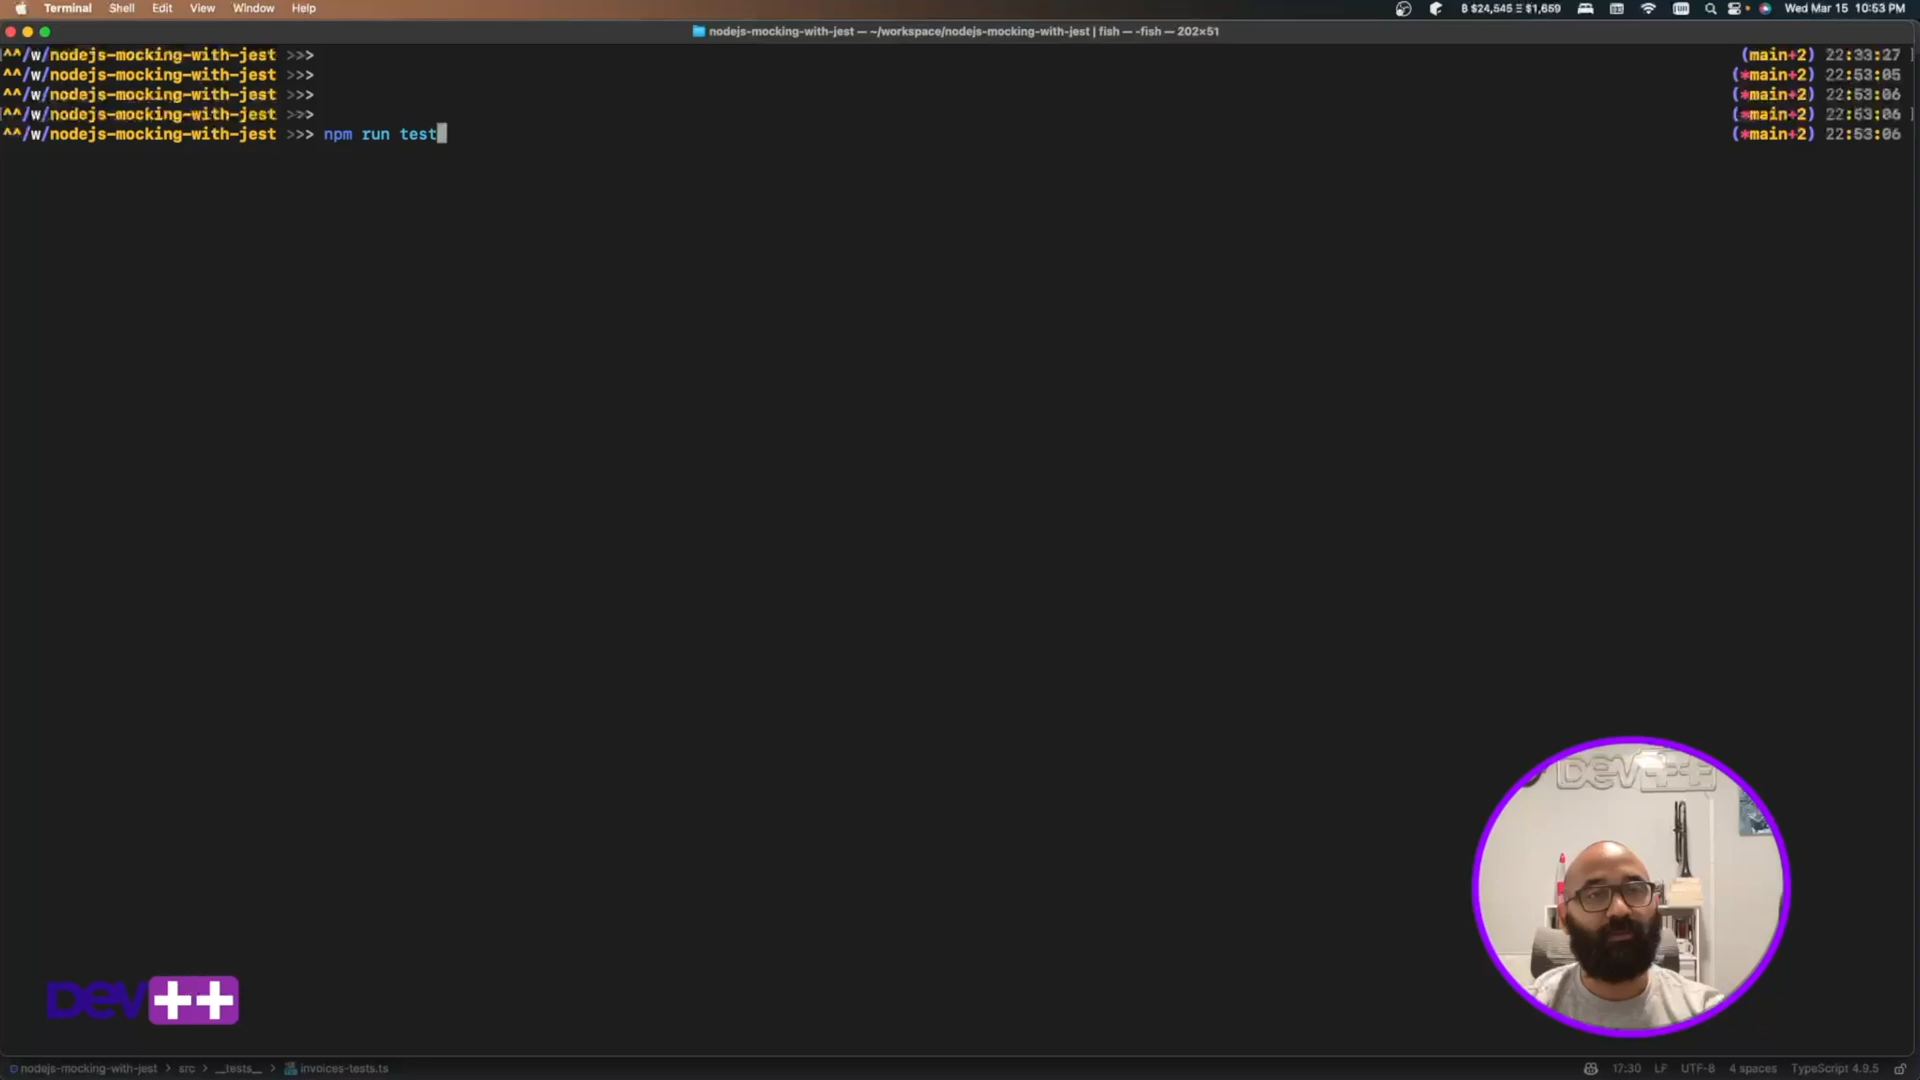 Terminal Shell Edit View Window Help
$24,545 Ξ $1,659 Wed Mar 15 10:53 PM
nodejs-mocking-with-jest — ~/workspace/nodejs-mocking-with-jest | fish — -fish — 202×51
^^/w/nodejs-mocking-with-jest >>> (main+2) 22:33:27
^^/w/nodejs-mocking-with-jest >>> (*main+2) 22:53:05
^^/w/nodejs-mocking-with-jest >>> (*main+2) 22:53:06
^^/w/nodejs-mocking-with-jest >>> (*main+2) 22:53:06
^^/w/nodejs-mocking-with-jest >>> npm run test (*main+2) 22:53:06
Dev++
Dev++
nodejs-mocking-with-jest > src > __tests__ > invoices-tests.ts 17:30 LF UTF-8 4 spaces TypeScript 4.9.5